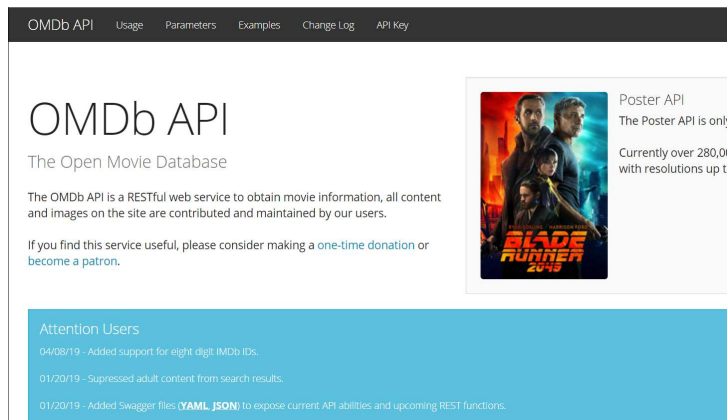 OMDb API Usage Parameters Examples Change Log API Key
OMDb API
The Open Movie Database
The OMDb API is a RESTful web service to obtain movie information, all content
and images on the site are contributed and maintained by our users.
If you find this service useful, please consider making a one-time donation or
become a patron.
Poster API
The Poster API is onl
Currently over 280,0
with resolutions up t
RYAN GOSLING HARRISON FORD
BLADE
RUNNER
2049
Attention Users
04/08/19 - Added support for eight digit IMDb IDs.
01/20/19 - Supressed adult content from search results.
01/20/19 - Added Swagger files (YAML, JSON) to expose current API abilities and upcoming REST functions.